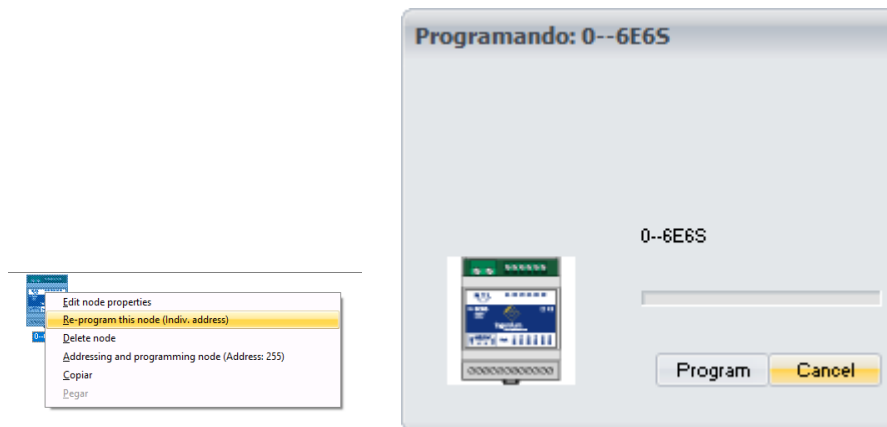 Edit node properties
Re-program this node (Indiv. address)
Delete node
Addressing and programming node (Address: 255)
Copiar
Pegar
Programando: 0--6E6S
0--6E6S
Program
Cancel